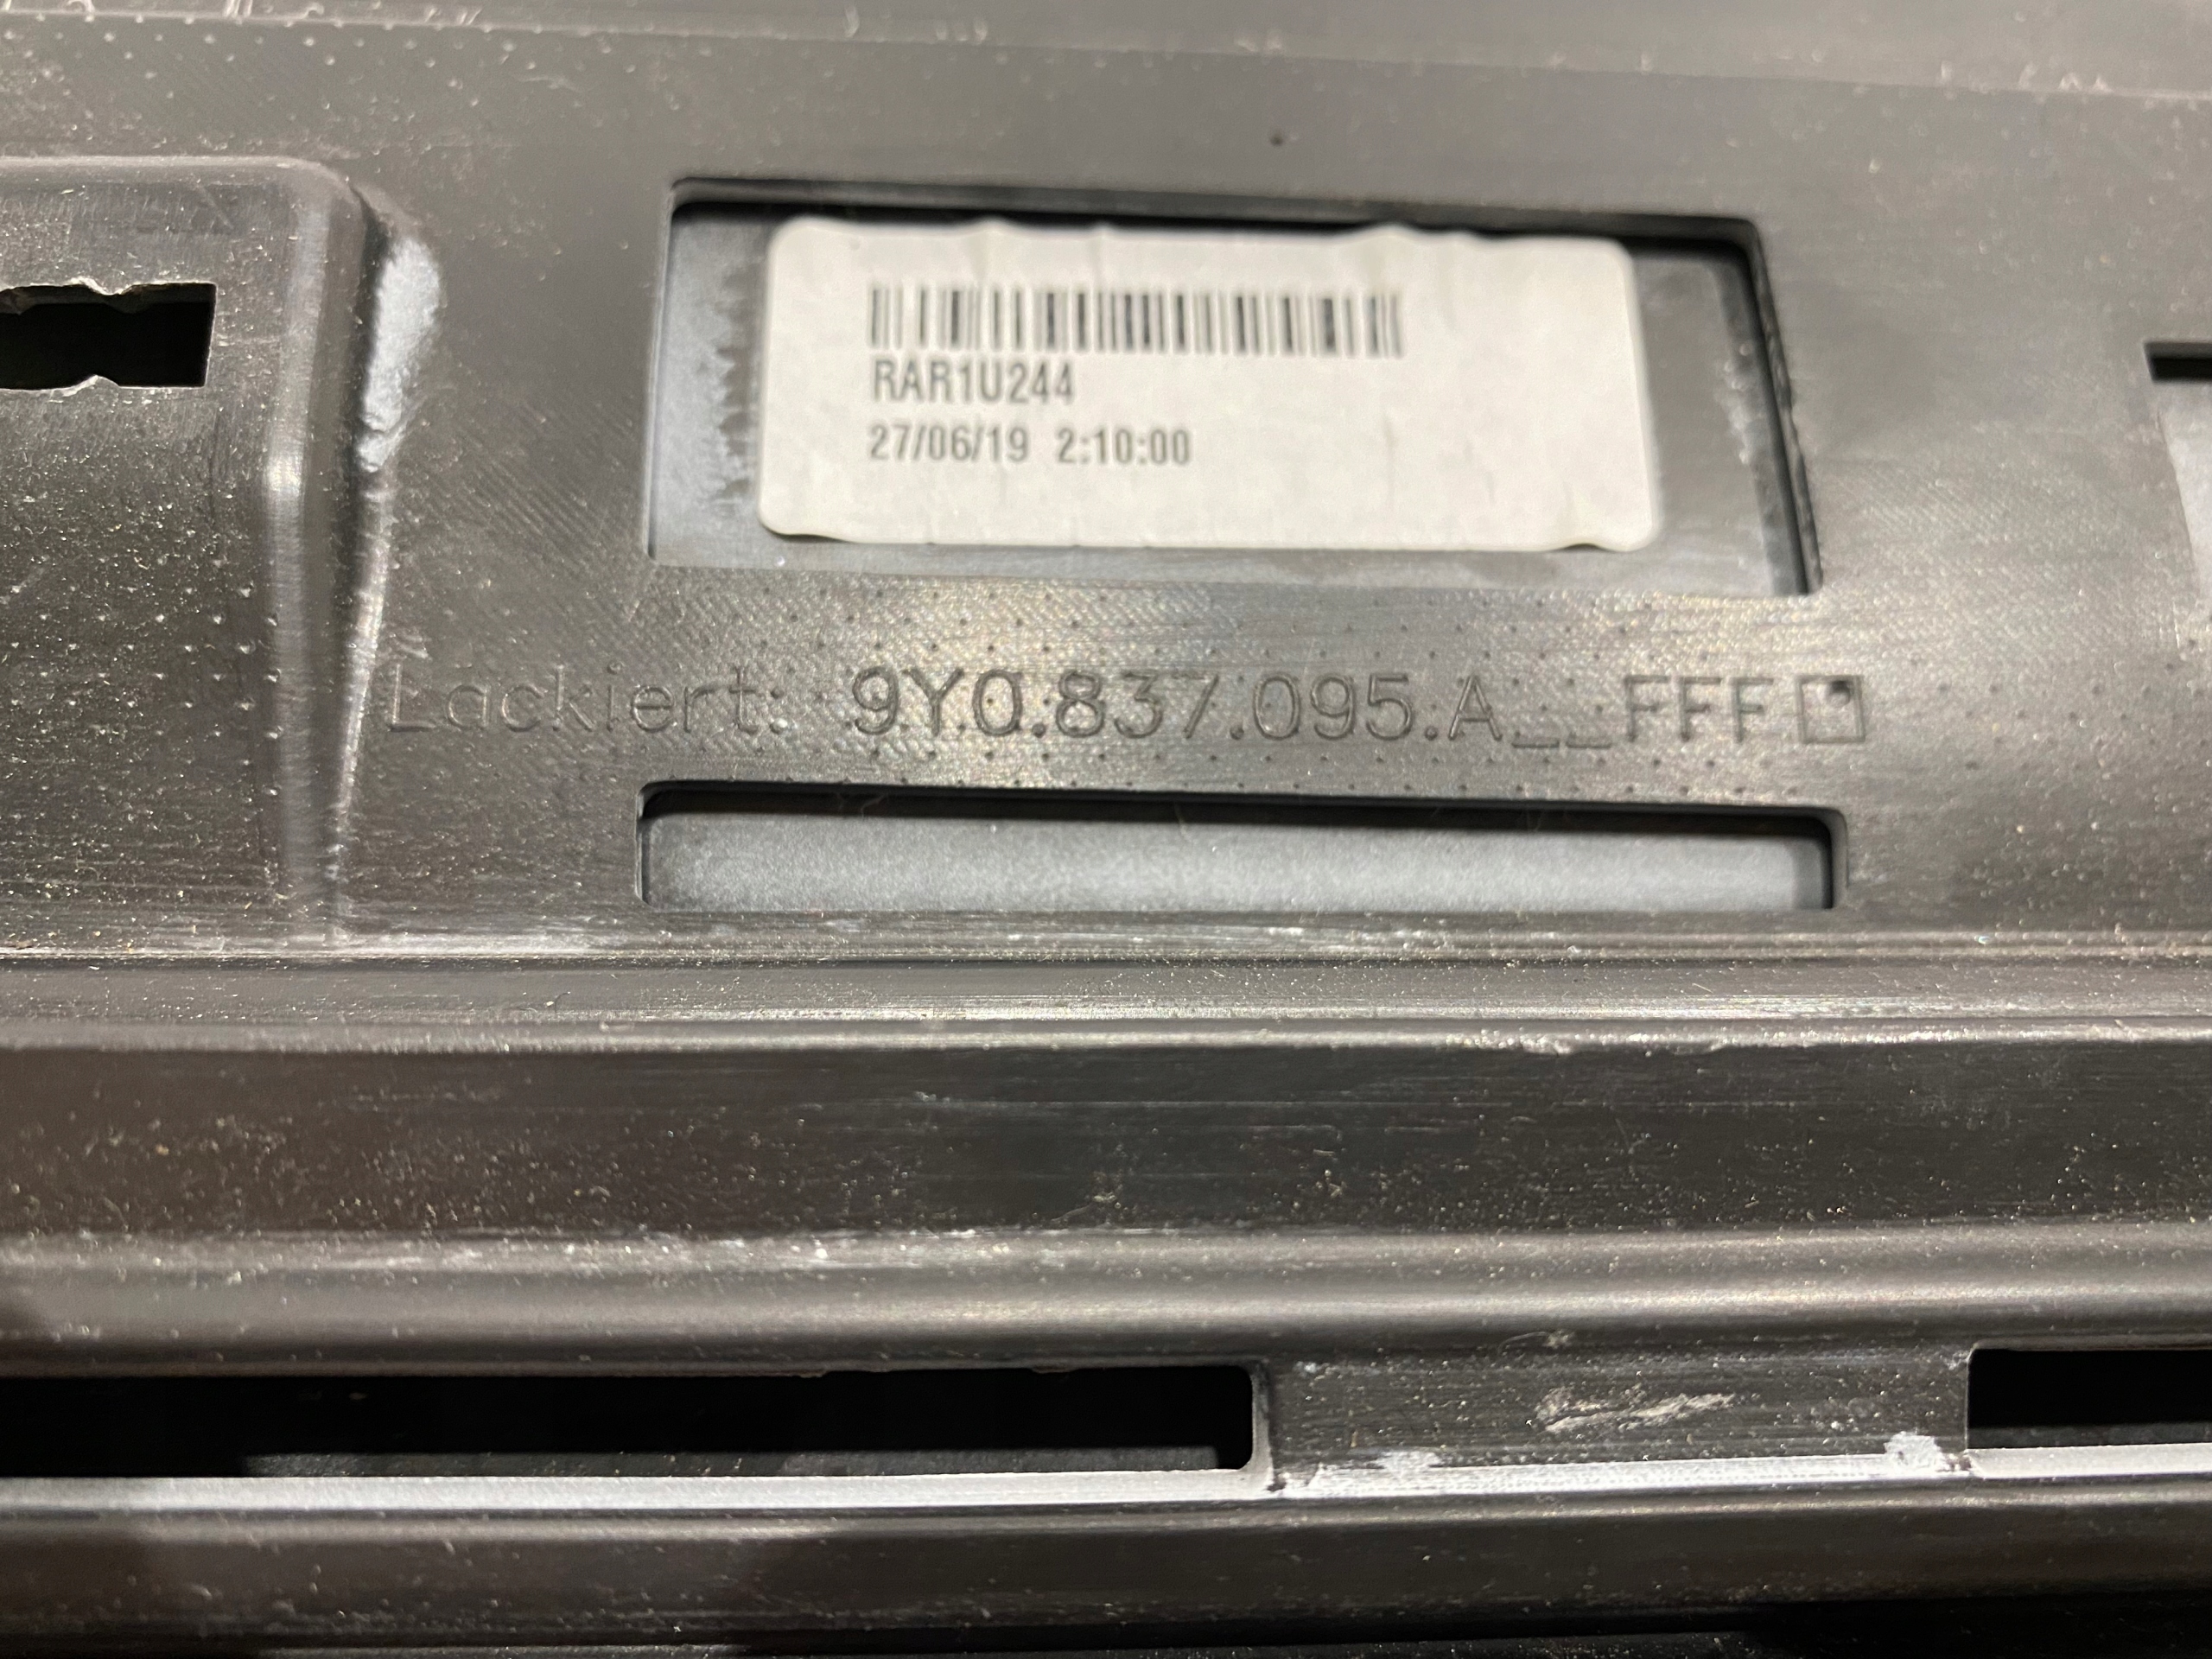 RAR1U244
27/06/19 2:10:00
Lackiert: 9Y0.837.095.A__FFF